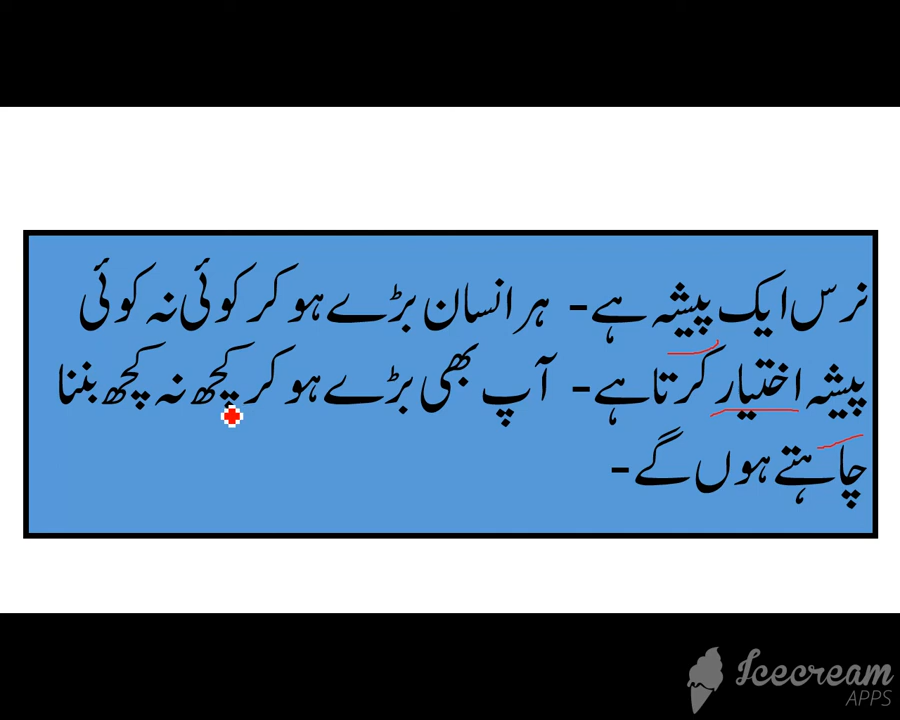 نرس ایک پیشہ ہے - ہر انسان بڑے ہو کر کوئی نہ کوئی
پیشہ اختیار کرتا ہے - آپ بھی بڑے ہو کر کچھ نہ کچھ بننا
چاہتے ہوں گے -
Icecream
APPS